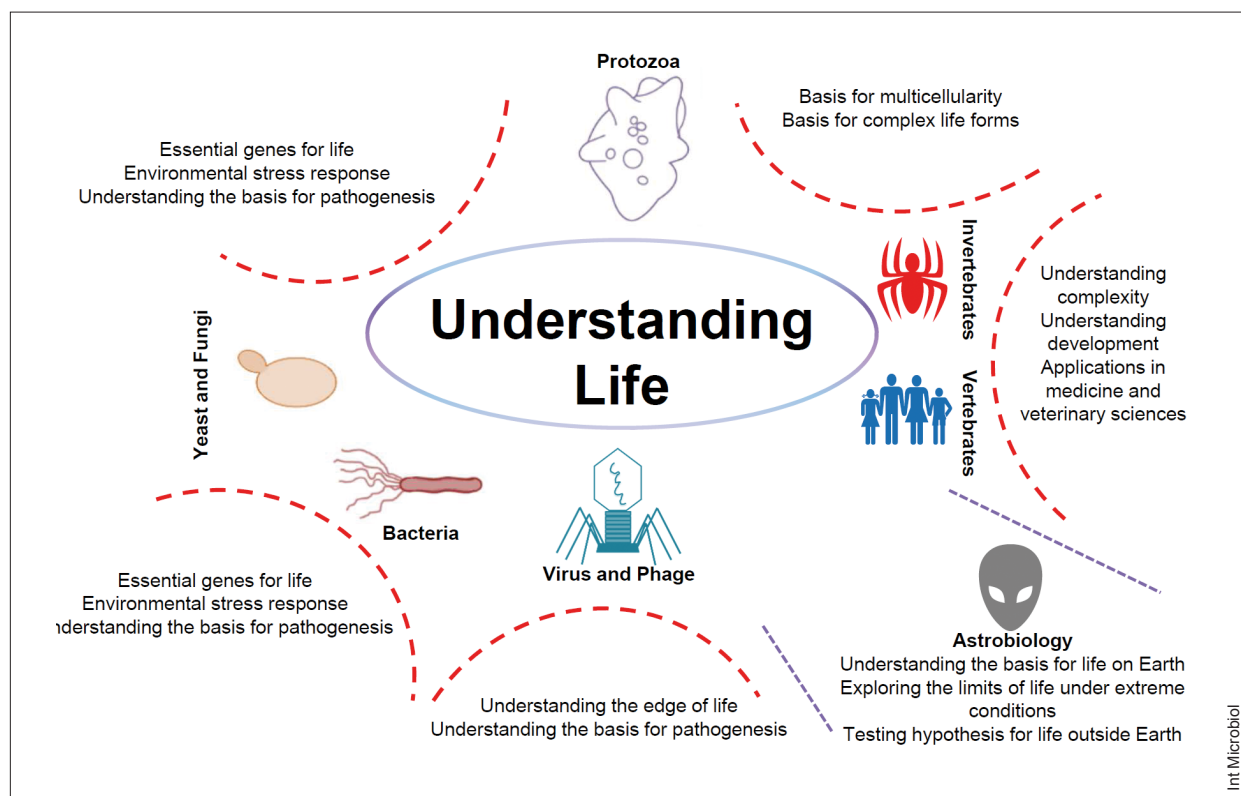 Protozoa
Basis for multicellularity
Basis for complex life forms
Essential genes for life
Environmental stress response
Understanding the basis for pathogenesis
Invertebrates
Understanding
complexity
Understanding
development
Applications in
medicine and
veterinary sciences
Understanding
Life
Yeast and Fungi
Vertebrates
Bacteria
Virus and Phage
Essential genes for life
Environmental stress response
nderstanding the basis for pathogenesis
Astrobiology
Understanding the basis for life on Earth
Exploring the limits of life under extreme
conditions
Testing hypothesis for life outside Earth
Understanding the edge of life
Understanding the basis for pathogenesis
Int Microbiol